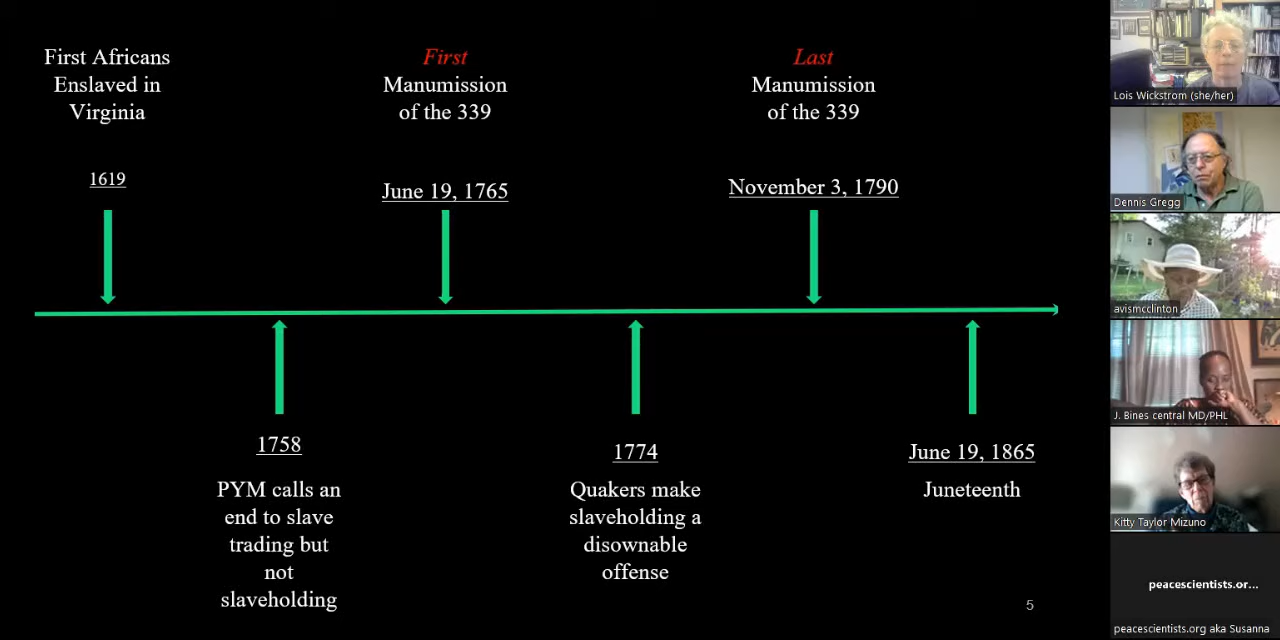 First Africans
Enslaved in
Virginia
1619
First
Manumission
of the 339
June 19, 1765
Last
Manumission
of the 339
November 3, 1790
1758
PYM calls an
end to slave
trading but
not
slaveholding
1774
Quakers make
slaveholding a
disownable
offense
June 19, 1865
Juneteenth
5
Lois Wickstrom (she/her)
Dennis Gregg
avismcclinton
J. Bines central MD/PHL
Kitty Taylor Mizuno
peacescientists.or...
peacescientists.org aka Susanna